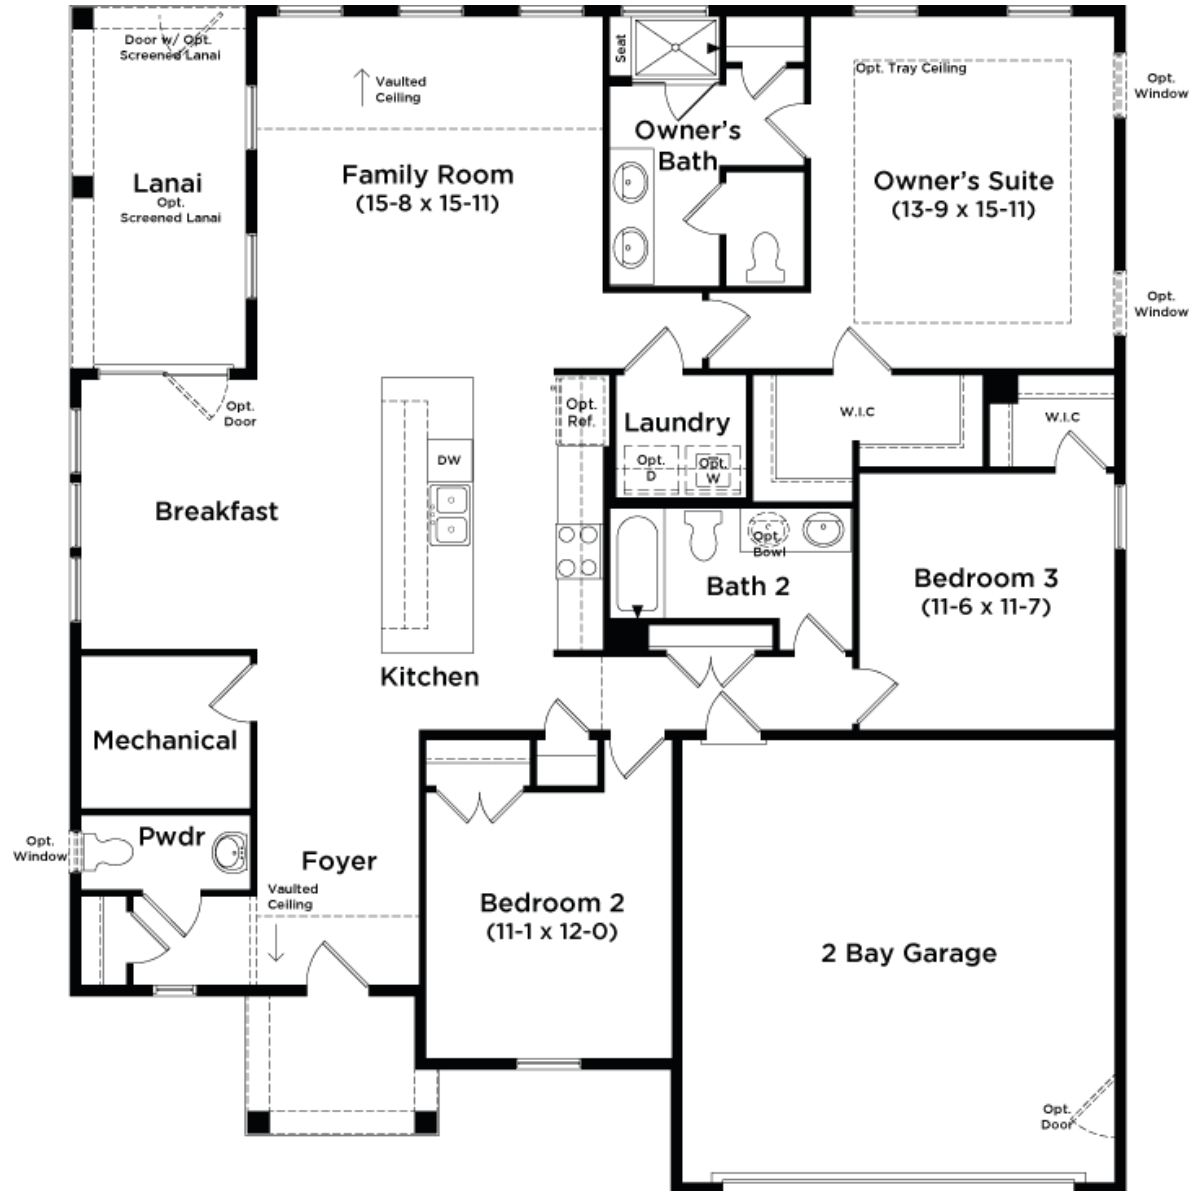 Door w/ Opt.
Screened Lanai
Vaulted
Ceiling
Seat
Opt. Tray Ceiling
Opt.
Window
Owner's
Bath
Lanai
Opt.
Screened Lanai
Family Room
(15-8 x 15-11)
Owner's Suite
(13-9 x 15-11)
Opt.
Window
Opt.
Door
Opt.
Ref.
Laundry
W.I.C
W.I.C
DW
Opt.
D
Opt.
W
Breakfast
Opt.
Bowl
Bath 2
Bedroom 3
(11-6 x 11-7)
Kitchen
Mechanical
Opt.
Window
Pwdr
Foyer
Vaulted
Ceiling
Bedroom 2
(11-1 x 12-0)
2 Bay Garage
Opt.
Door